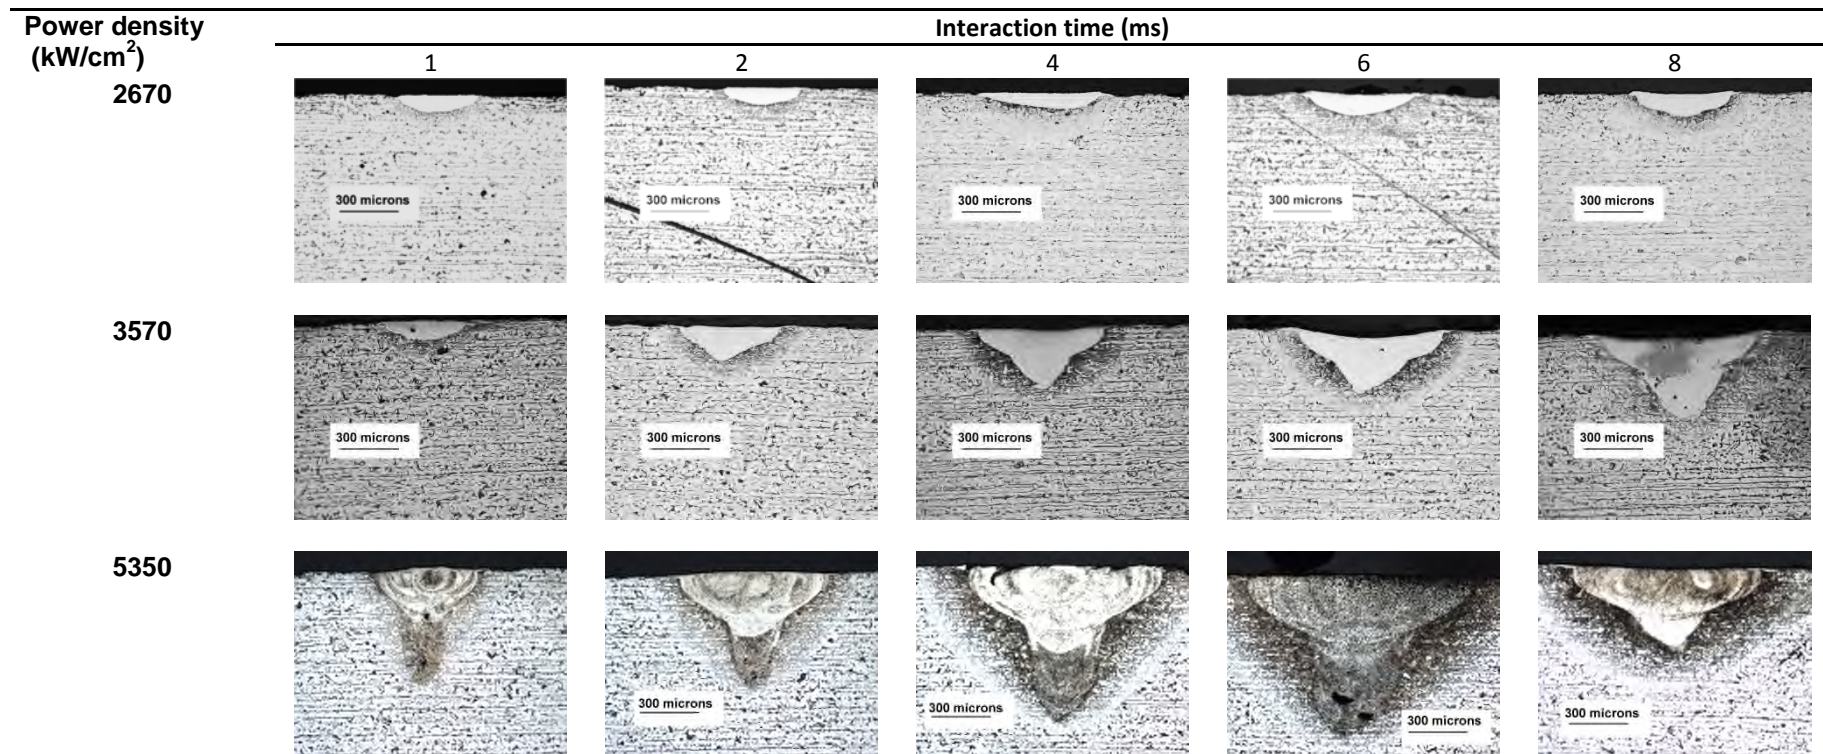 Power density
(kW/cm²)
Interaction time (ms)
1 2 4 6 8
2670
300 microns 300 microns 300 microns 300 microns 300 microns
3570
300 microns 300 microns 300 microns 300 microns 300 microns
5350
300 microns 300 microns 300 microns 300 microns